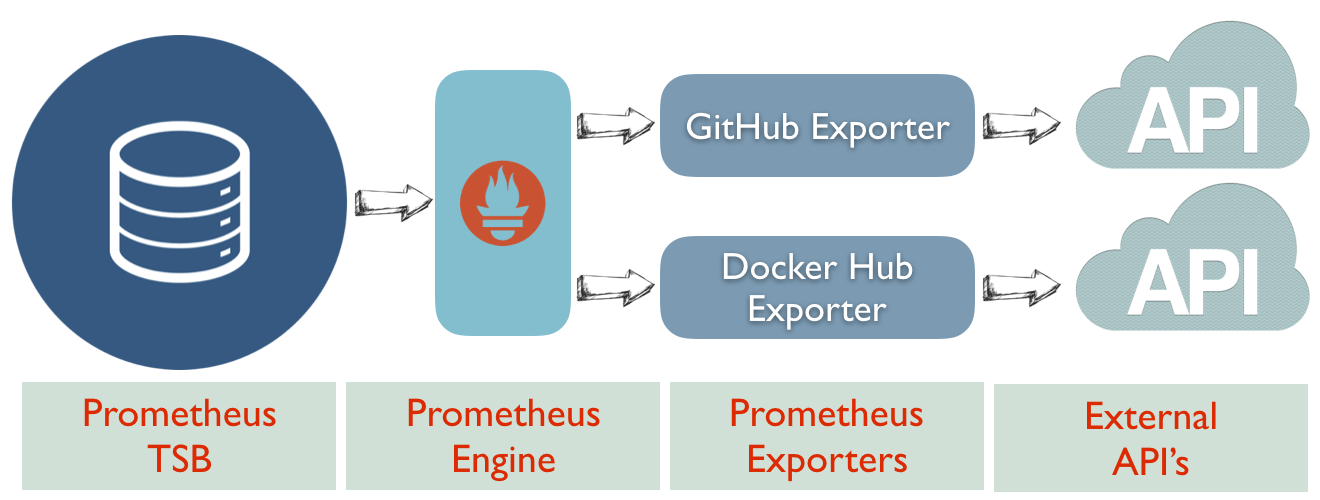 GitHub Exporter
API
Docker Hub
Exporter
API
Prometheus
TSB
Prometheus
Engine
Prometheus
Exporters
External
API's